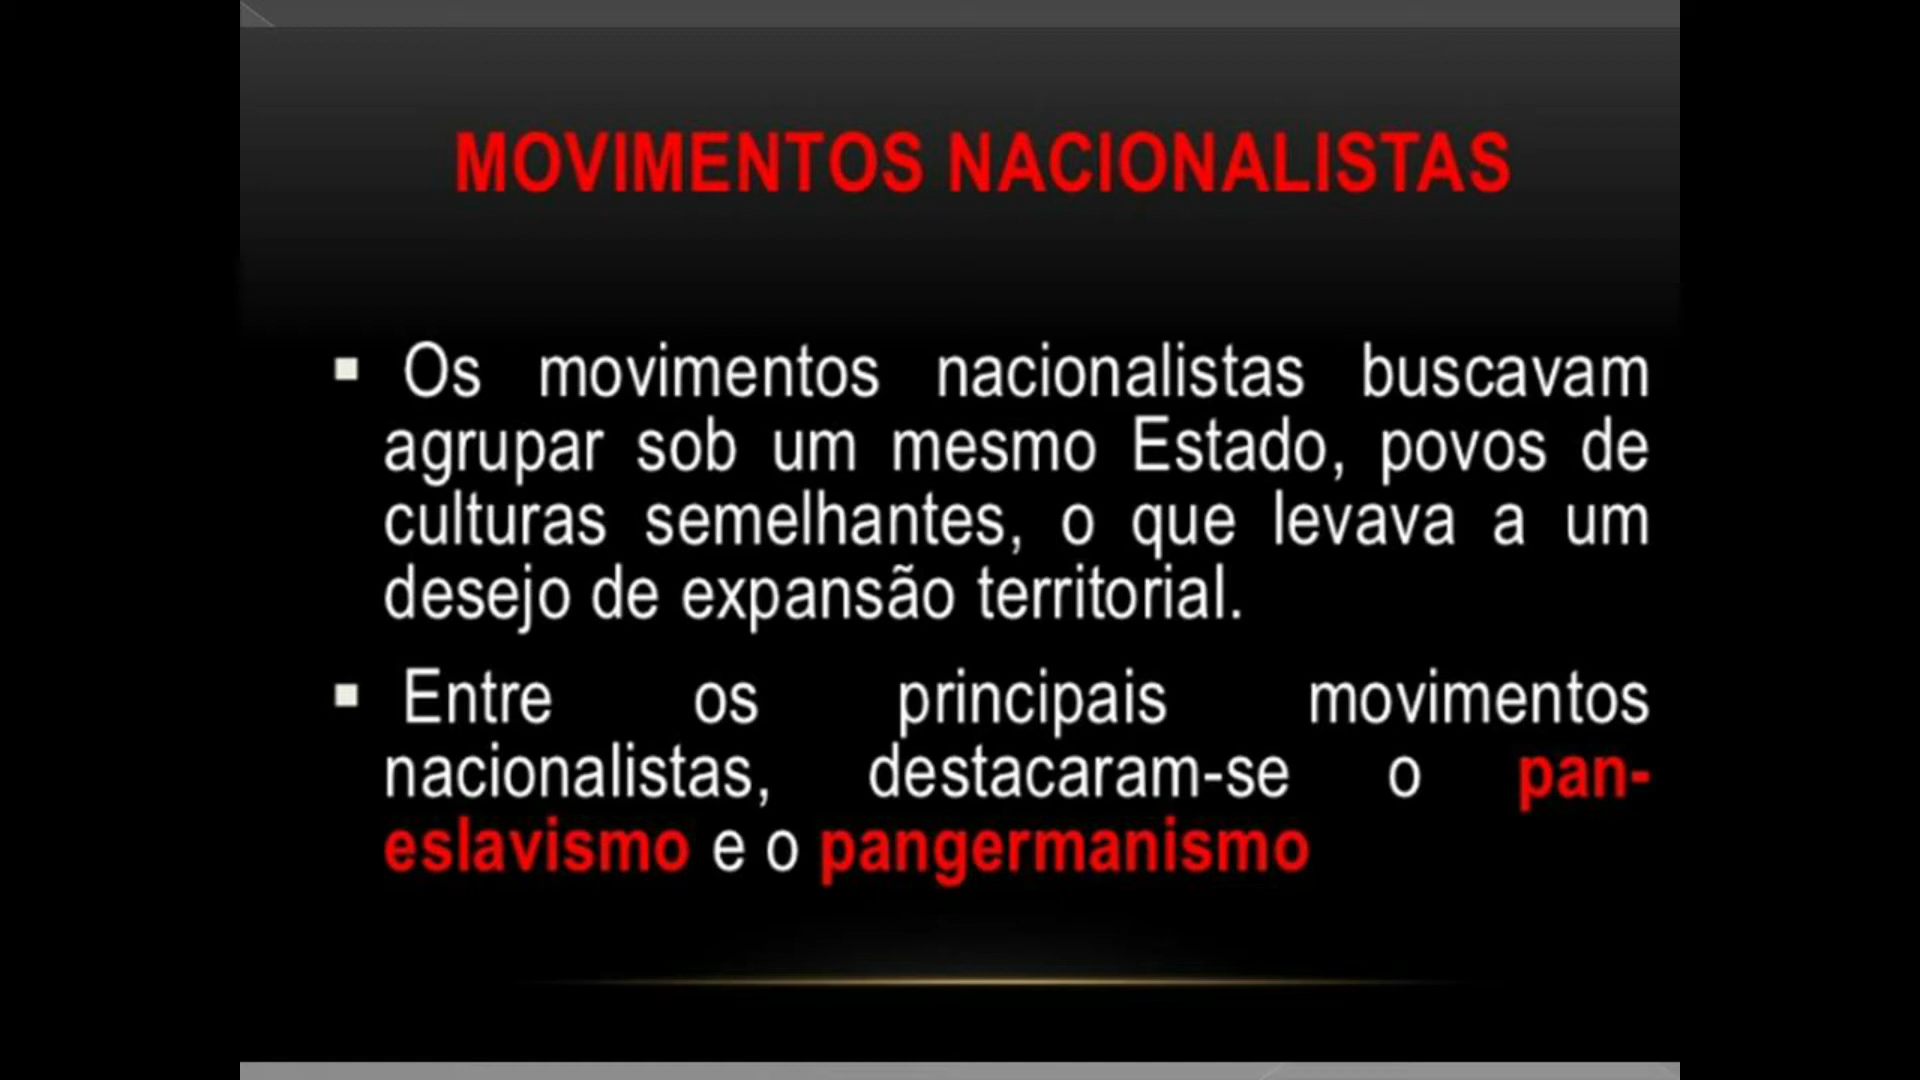 MOVIMENTOS NACIONALISTAS
Os movimentos nacionalistas buscavam
agrupar sob um mesmo Estado, povos de
culturas semelhantes, o que levava a um
desejo de expansão territorial.
Entre os principais movimentos
nacionalistas, destacaram-se o pan-
eslavismo e o pangermanismo